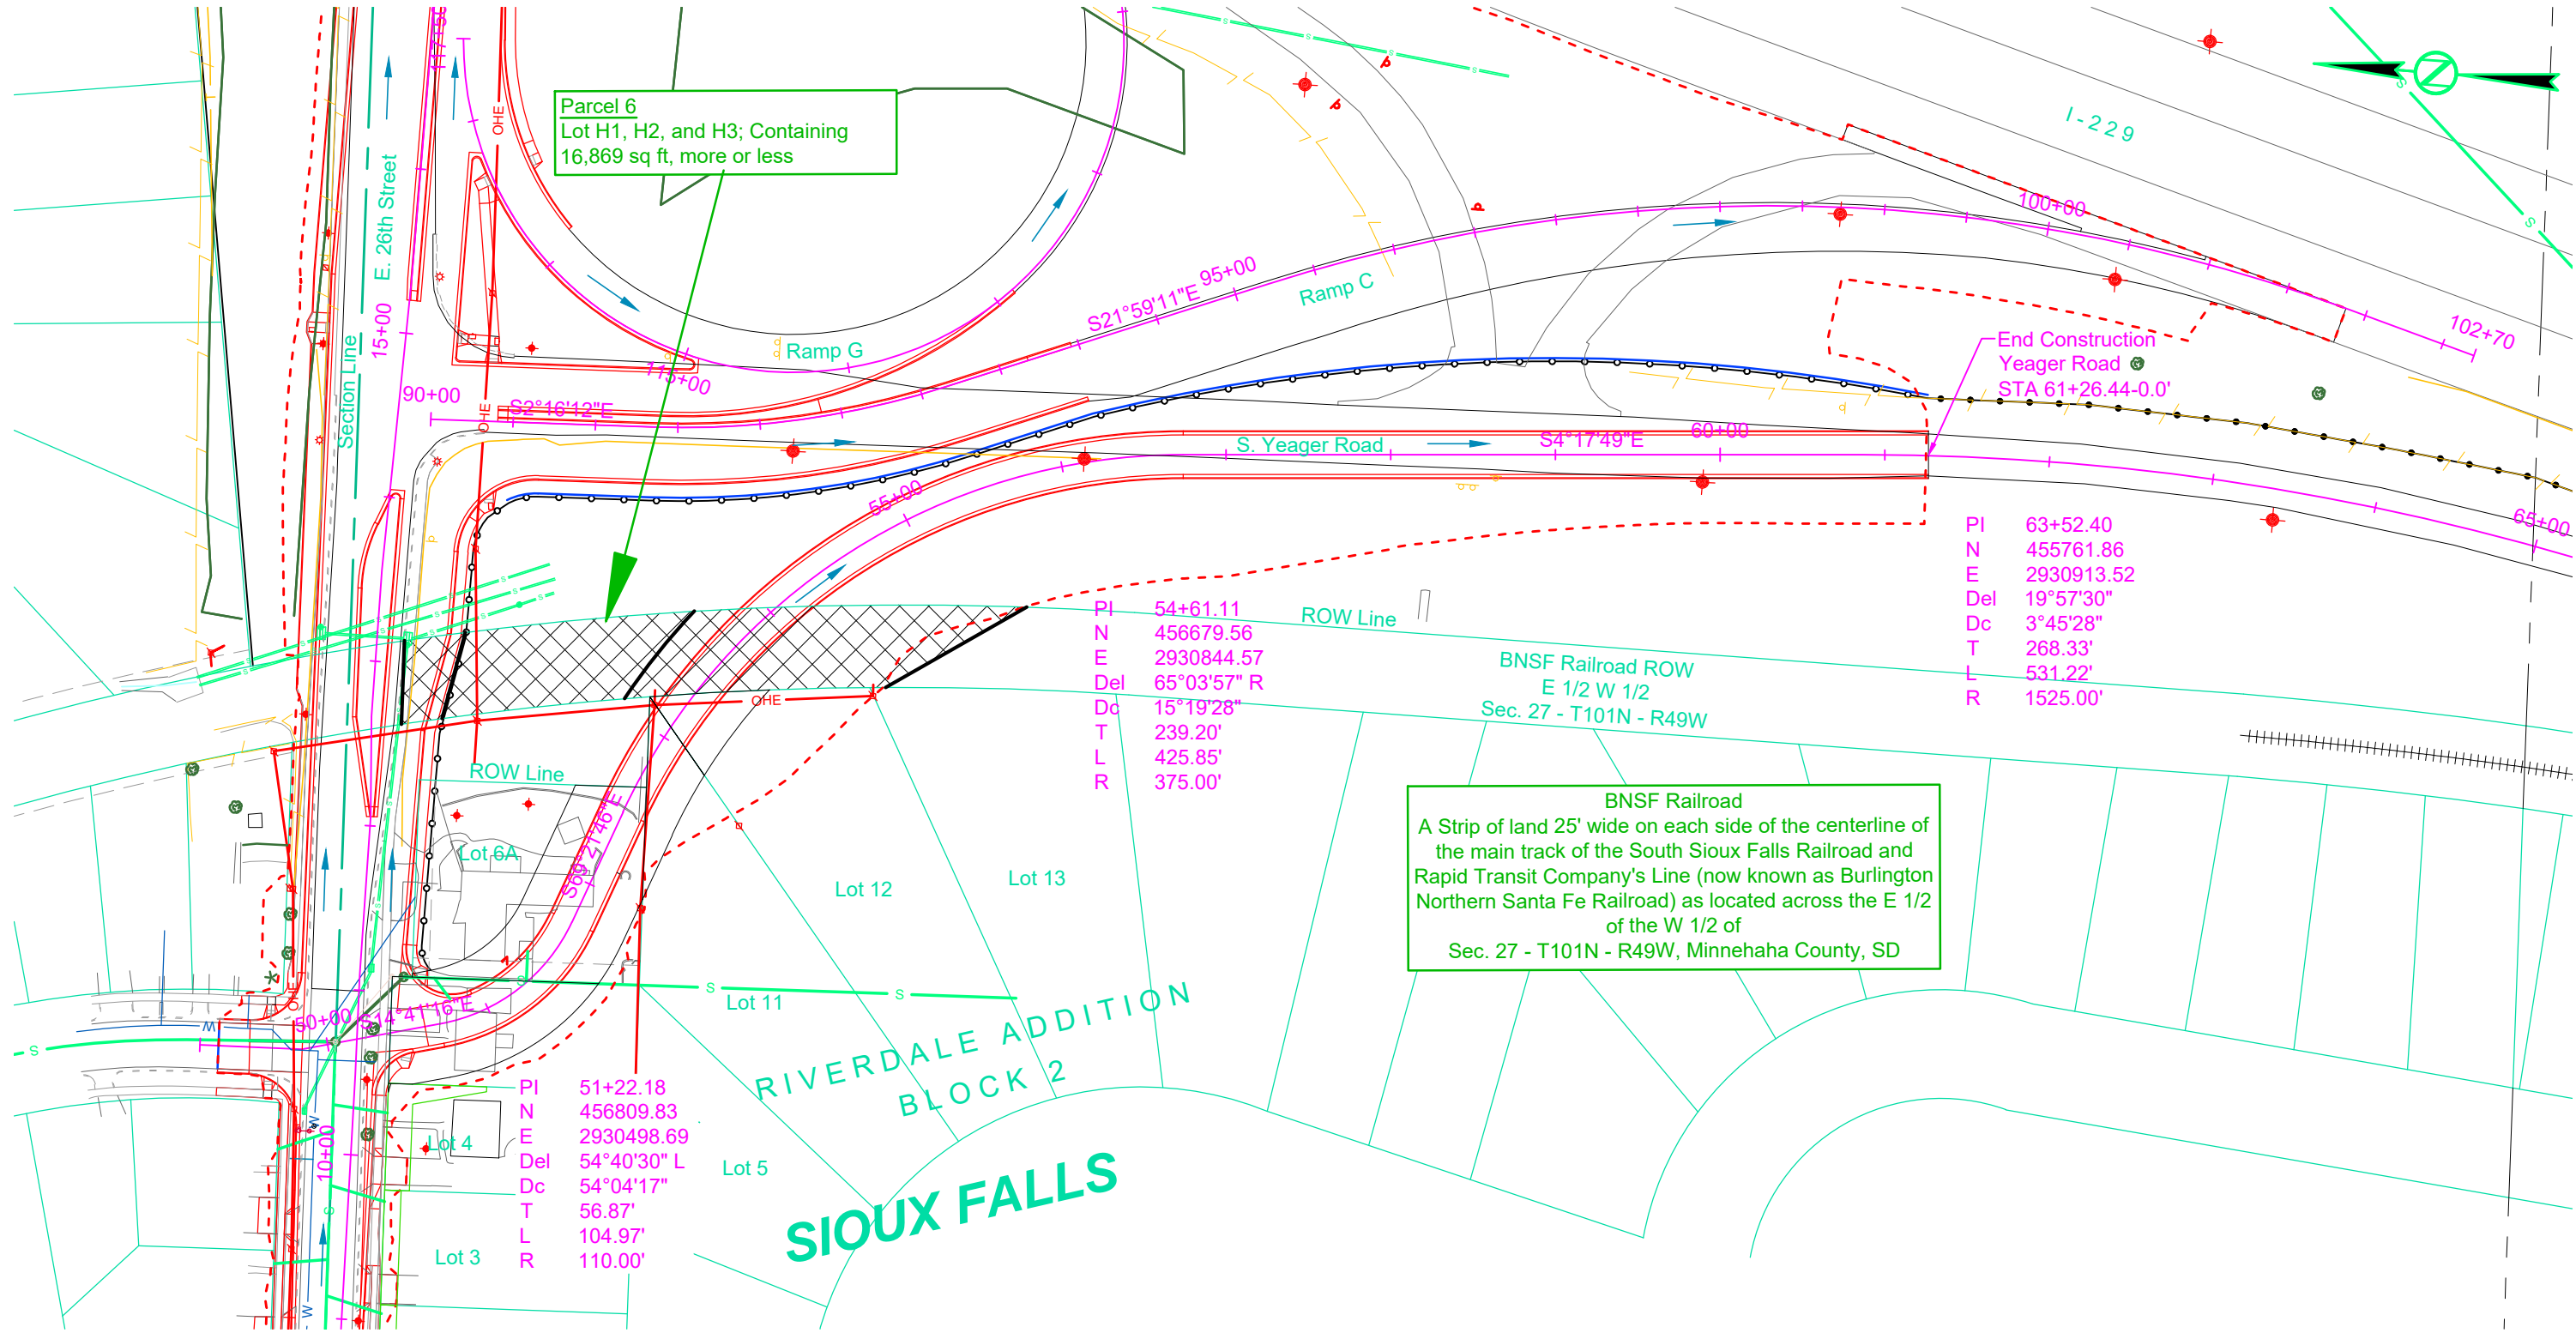 Parcel 6
Lot H1, H2, and H3; Containing
16,869 sq ft, more or less
117+50
OHE
E. 26th Street
Section Line
15+00
I-229
100+00
102+70
95+00
S21°59'11"E
Ramp C
Ramp G
115+00
90+00
S2°16'12"E
OHE
End Construction
Yeager Road
STA 61+26.44-0.0'
S. Yeager Road
S4°17'49"E
60+00
55+00
65+00
PI 63+52.40
N 455761.86
E 2930913.52
Del 19°57'30"
Dc 3°45'28"
T 268.33'
L 531.22'
R 1525.00'
PI 54+61.11
N 456679.56
E 2930844.57
Del 65°03'57" R
Dc 15°19'28"
T 239.20'
L 425.85'
R 375.00'
ROW Line
BNSF Railroad ROW
E 1/2 W 1/2
Sec. 27 - T101N - R49W
OHE
ROW Line
Lot 6A
S69°21'46"E
Lot 12
Lot 13
BNSF Railroad
A Strip of land 25' wide on each side of the centerline of
the main track of the South Sioux Falls Railroad and
Rapid Transit Company's Line (now known as Burlington
Northern Santa Fe Railroad) as located across the E 1/2
of the W 1/2 of
Sec. 27 - T101N - R49W, Minnehaha County, SD
OHE
Lot 11
S
S
50+00
S14°41'16"E
W
S
RIVERDALE ADDITION
BLOCK 2
PI 51+22.18
N 456809.83
E 2930498.69
Del 54°40'30" L
Dc 54°04'17"
T 56.87'
L 104.97'
R 110.00'
10+00
W
Lot 4
Lot 5
Lot 3
SIOUX FALLS
S
W